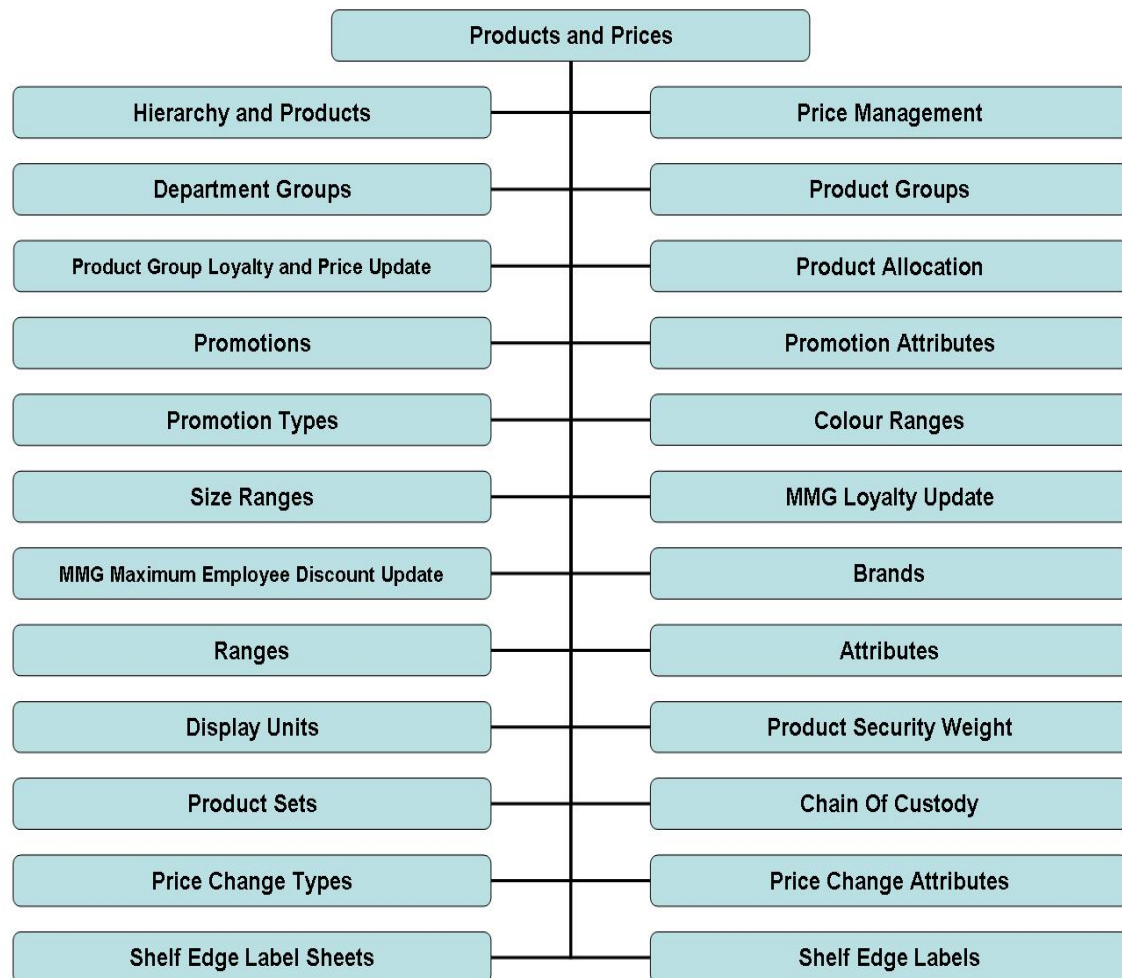 Products and Prices
Hierarchy and Products
Price Management
Department Groups
Product Groups
Product Group Loyalty and Price Update
Product Allocation
Promotions
Promotion Attributes
Promotion Types
Colour Ranges
Size Ranges
MMG Loyalty Update
MMG Maximum Employee Discount Update
Brands
Ranges
Attributes
Display Units
Product Security Weight
Product Sets
Chain Of Custody
Price Change Types
Price Change Attributes
Shelf Edge Label Sheets
Shelf Edge Labels